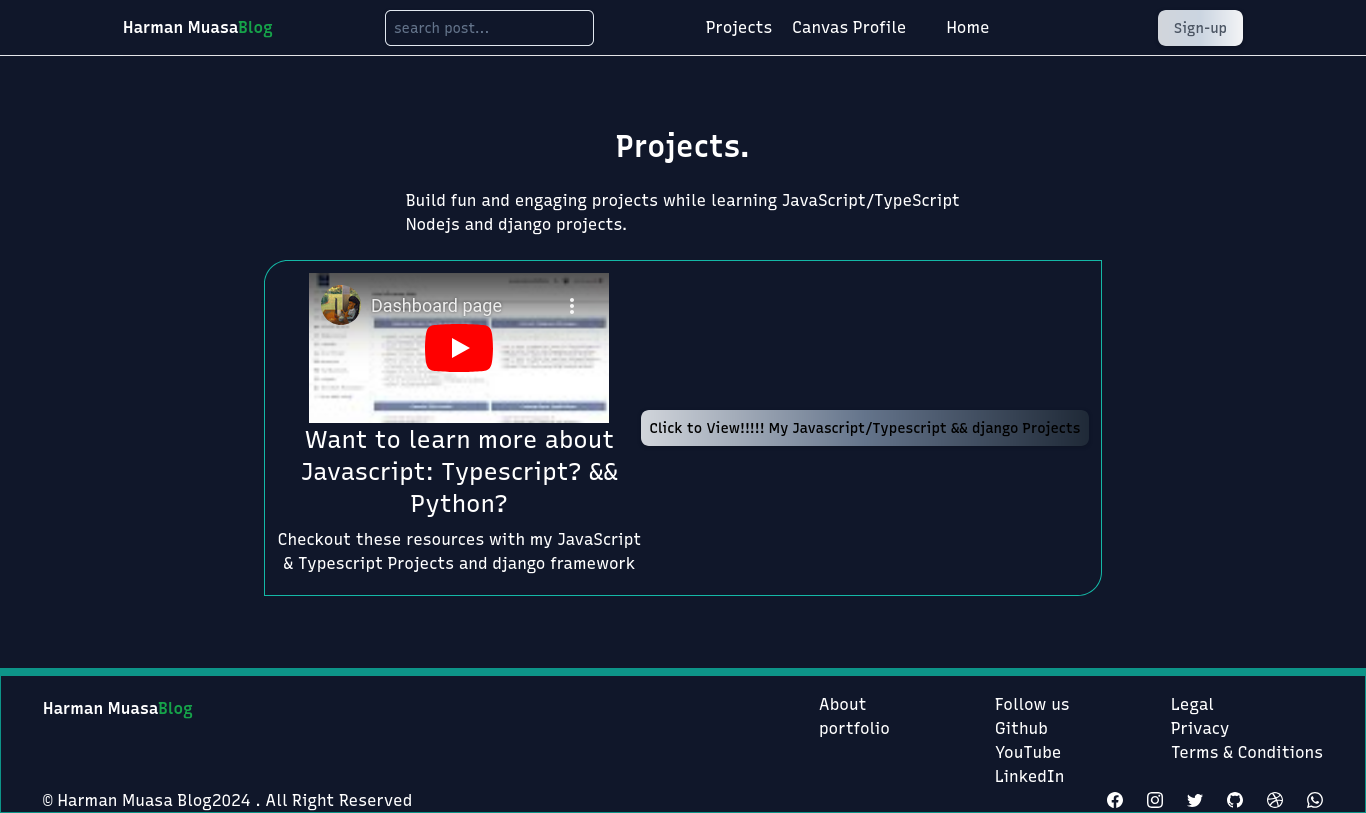 Harman MuasaBlog
search post...
Projects Canvas Profile Home
Sign-up
Projects.
Build fun and engaging projects while learning JavaScript/TypeScript
Nodejs and django projects.
Dashboard page
Want to learn more about
Javascript: Typescript? &&
Python?
Checkout these resources with my JavaScript
& Typescript Projects and django framework
Click to View!!!!! My Javascript/Typescript && django Projects
Harman MuasaBlog
About
portfolio
Follow us
Github
YouTube
LinkedIn
Legal
Privacy
Terms & Conditions
© Harman Muasa Blog2024 . All Right Reserved